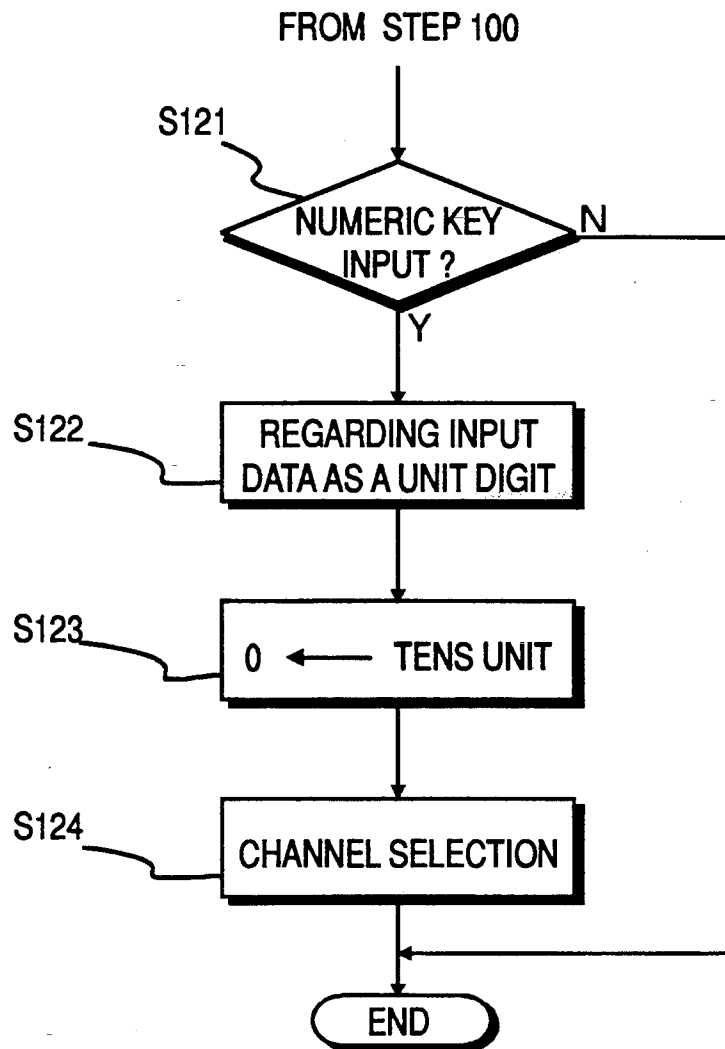 FROM STEP 100
S121
NUMERIC KEY
INPUT ?
N
Y
S122
REGARDING INPUT
DATA AS A UNIT DIGIT
S123
0 ← TENS UNIT
S124
CHANNEL SELECTION
END